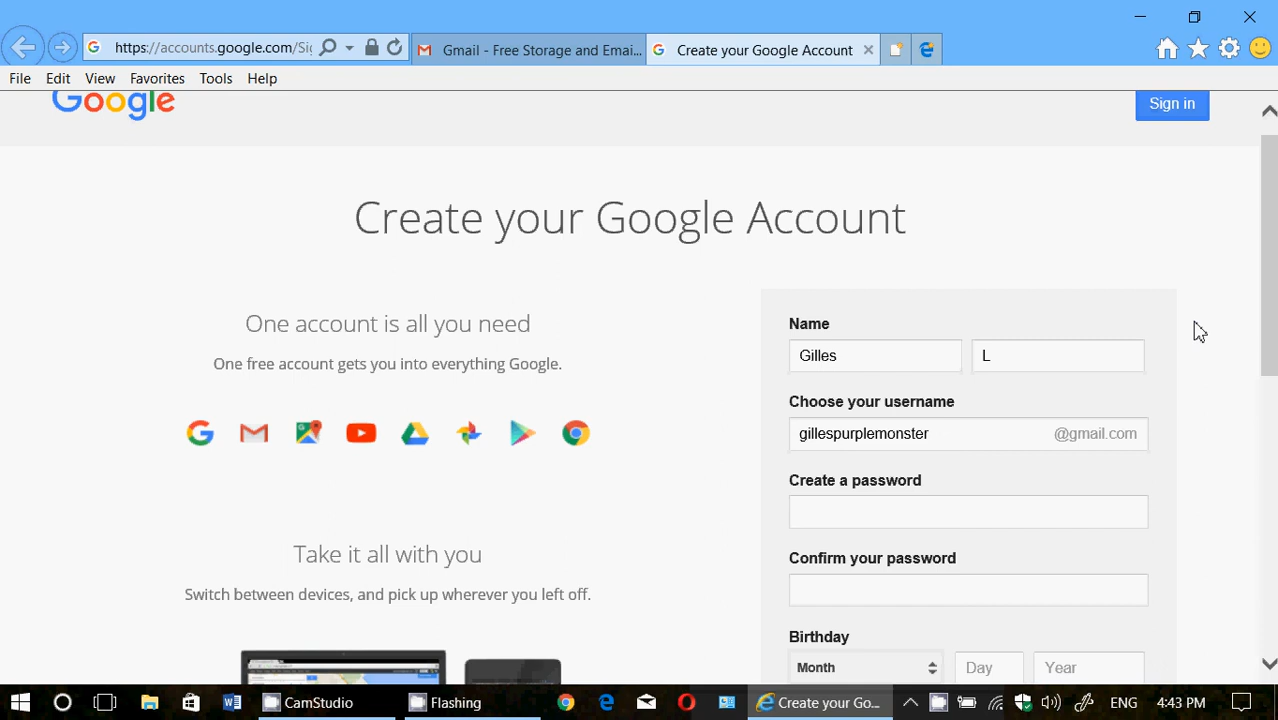 https://accounts.google.com/Si
Gmail - Free Storage and Emai...
Create your Google Account
File Edit View Favorites Tools Help
Google
Sign in
Create your Google Account
One account is all you need
One free account gets you into everything Google.
Take it all with you
Switch between devices, and pick up wherever you left off.
Name
Gilles L
Choose your username
gillespurplemonster @gmail.com
Create a password
Confirm your password
Birthday
Month Day Year
CamStudio Flashing Create your Go... ENG 4:43 PM